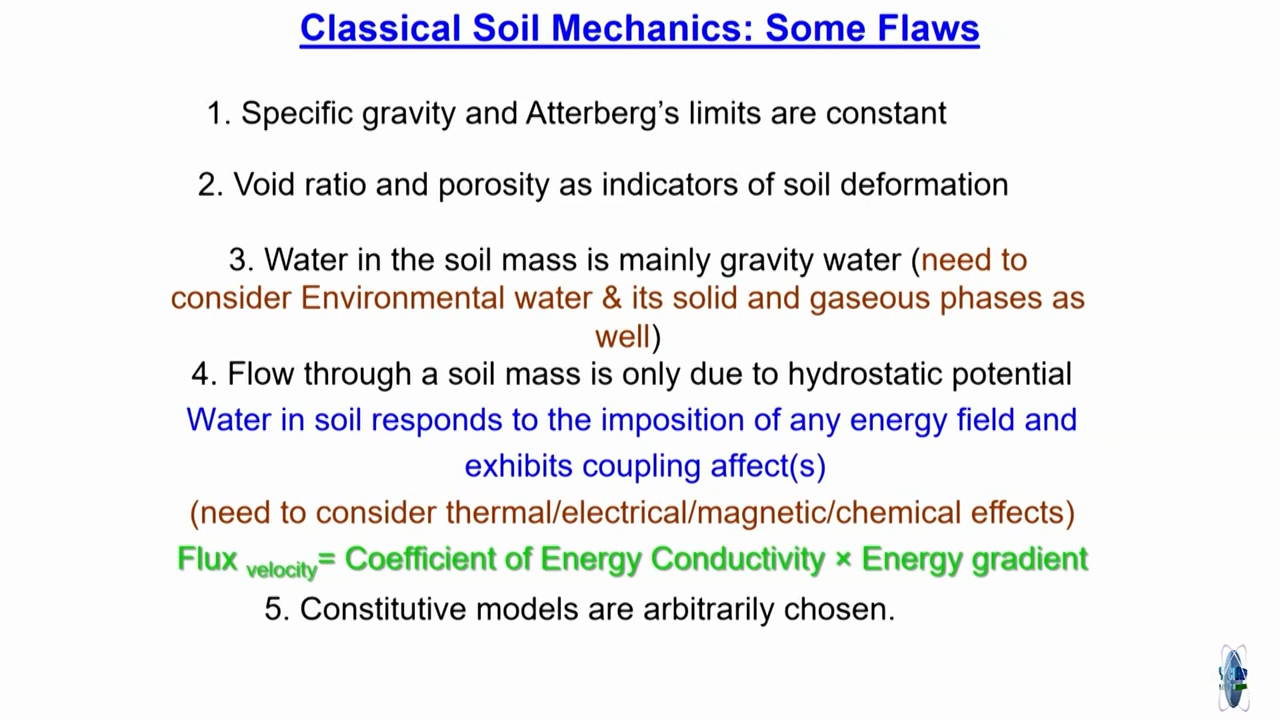 Classical Soil Mechanics: Some Flaws
1. Specific gravity and Atterberg's limits are constant
2. Void ratio and porosity as indicators of soil deformation
3. Water in the soil mass is mainly gravity water (need to
consider Environmental water & its solid and gaseous phases as
well)
4. Flow through a soil mass is only due to hydrostatic potential
Water in soil responds to the imposition of any energy field and
exhibits coupling affect(s)
(need to consider thermal/electrical/magnetic/chemical effects)
Flux velocity= Coefficient of Energy Conductivity × Energy gradient
5. Constitutive models are arbitrarily chosen.